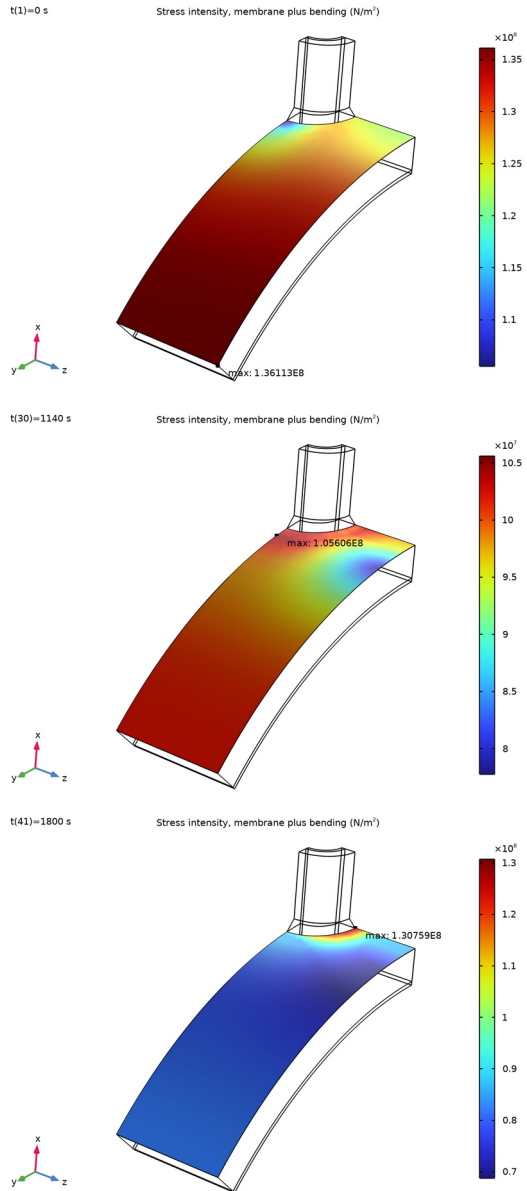 t(1)=0 s Stress intensity, membrane plus bending (N/m²)
×10⁸
1.35
1.3
1.25
1.2
1.15
1.1
x
y z
max: 1.36113E8
t(30)=1140 s Stress intensity, membrane plus bending (N/m²)
×10⁷
10.5
10
9.5
9
8.5
8
max: 1.05606E8
x
y z
t(41)=1800 s Stress intensity, membrane plus bending (N/m²)
×10⁸
1.3
1.2
1.1
1
0.9
0.8
0.7
max: 1.30759E8
x
y z